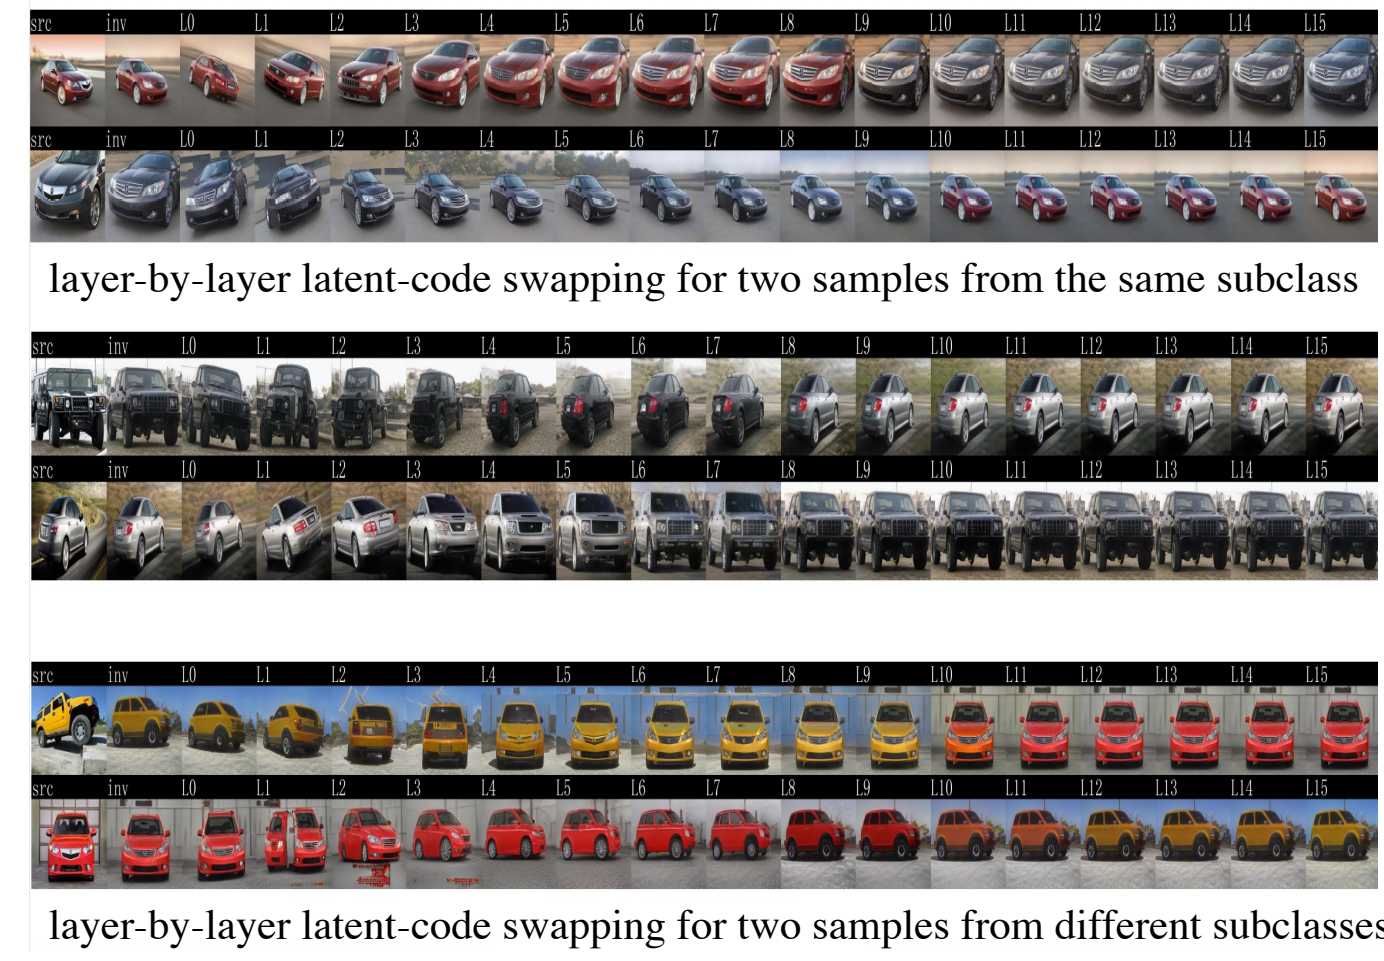 src inv L0 L1 L2 L3 L4 L5 L6 L7 L8 L9 L10 L11 L12 L13 L14 L15
src inv L0 L1 L2 L3 L4 L5 L6 L7 L8 L9 L10 L11 L12 L13 L14 L15
layer-by-layer latent-code swapping for two samples from the same subclass
src inv L0 L1 L2 L3 L4 L5 L6 L7 L8 L9 L10 L11 L12 L13 L14 L15
src inv L0 L1 L2 L3 L4 L5 L6 L7 L8 L9 L10 L11 L12 L13 L14 L15
src inv L0 L1 L2 L3 L4 L5 L6 L7 L8 L9 L10 L11 L12 L13 L14 L15
src inv L0 L1 L2 L3 L4 L5 L6 L7 L8 L9 L10 L11 L12 L13 L14 L15
layer-by-layer latent-code swapping for two samples from different subclasses